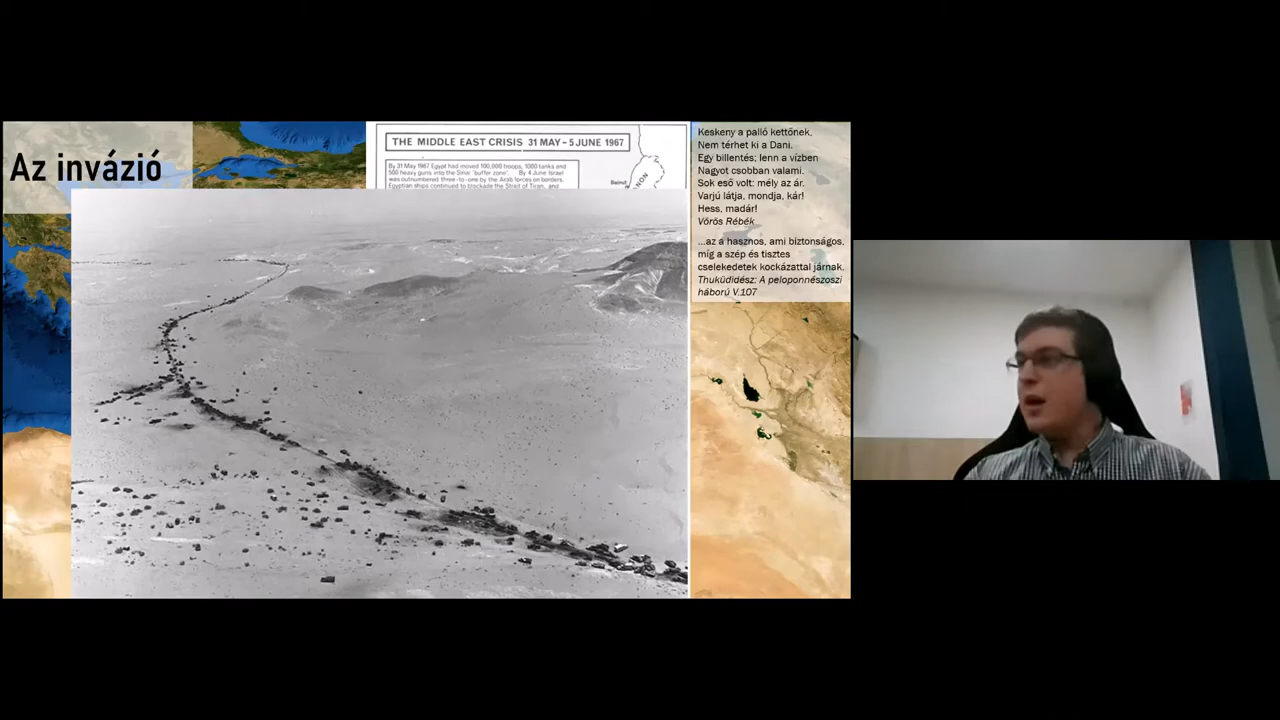 Az invázió
THE MIDDLE EAST CRISIS 31 MAY – 5 JUNE 1967
By 31 May 1967 Egypt had moved 100,000 troops, 1000 tanks and
500 heavy guns into the Sinai 'buffer zone'. By 4 June Israel
was outnumbered three-to-one by the Arab forces on borders.
Egyptian ships continued to blockade the Strait of Tiran, and
Beirut
NON
Keskeny a palló kettőnek,
Nem térhet ki a Dani.
Egy billentés; lenn a vízben
Nagyot csobban valami.
Sok eső volt: mély az ár.
Varjú látja, mondja, kár!
Hess, madár!
Vörös Rébék
...az a hasznos, ami biztonságos,
míg a szép és tisztes
cselekedetek kockázattal járnak.
Thuküdidész: A peloponnészoszi
háború V.107